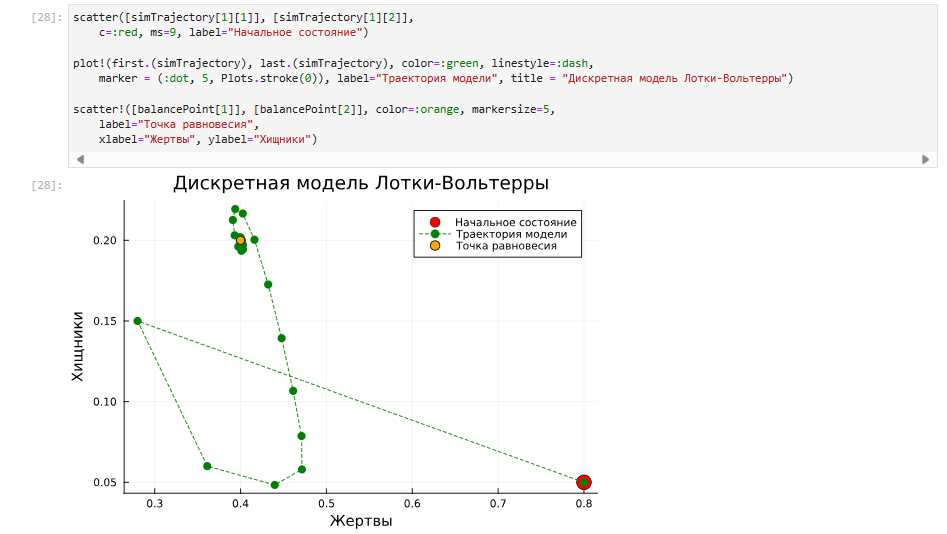 [28]:
scatter([simTrajectory[1][1]], [simTrajectory[1][2]],
c=:red, ms=9, label="Начальное состояние")
plot!(first.(simTrajectory), last.(simTrajectory), color=:green, linestyle=:dash,
marker = (:dot, 5, Plots.stroke(0)), label="Траектория модели", title = "Дискретная модель Лотки-Вольтерры")
scatter!([balancePoint[1]], [balancePoint[2]], color=:orange, markersize=5,
label="Точка равновесия",
xlabel="Жертвы", ylabel="Хищники")
[28]:
Дискретная модель Лотки-Вольтерры
Начальное состояние
Траектория модели
Точка равновесия
0.20
0.15
0.10
0.05
Хищники
0.3 0.4 0.5 0.6 0.7 0.8
Жертвы